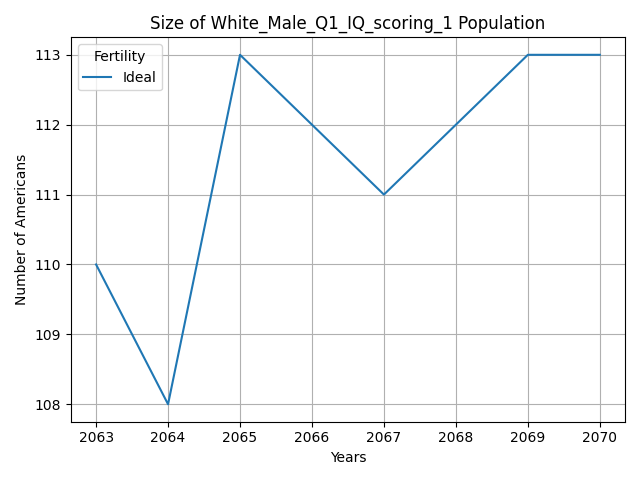 Size of White_Male_Q1_IQ_scoring_1 Population
Fertility
Ideal
Number of Americans
113
112
111
110
109
108
2063 2064 2065 2066 2067 2068 2069 2070
Years